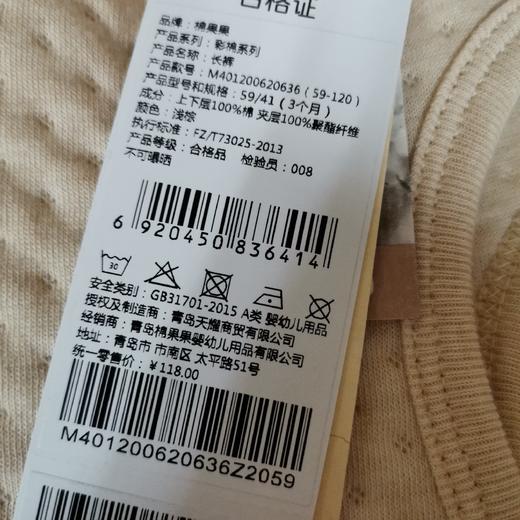 合格证
品牌：棉果果
产品系列：彩棉系列
产品名称：长裤
产品款号：M401200620636（59-120）
产品型号和规格：59/41（3个月）
成分：上下层100%棉 夹层100%聚酯纤维
颜色：浅棕
执行标准：FZ/T73025-2013
产品等级：合格品 检验员：008
不可曝晒
6 920450 836414
30
安全类别：GB31701-2015 A类 婴幼儿用品
授权及制造商：青岛天耀商贸有限公司
经销商：青岛棉果果婴幼儿用品有限公司
地址：青岛市 市南区 太平路51号
统一零售价：￥118.00
M401200620636Z2059